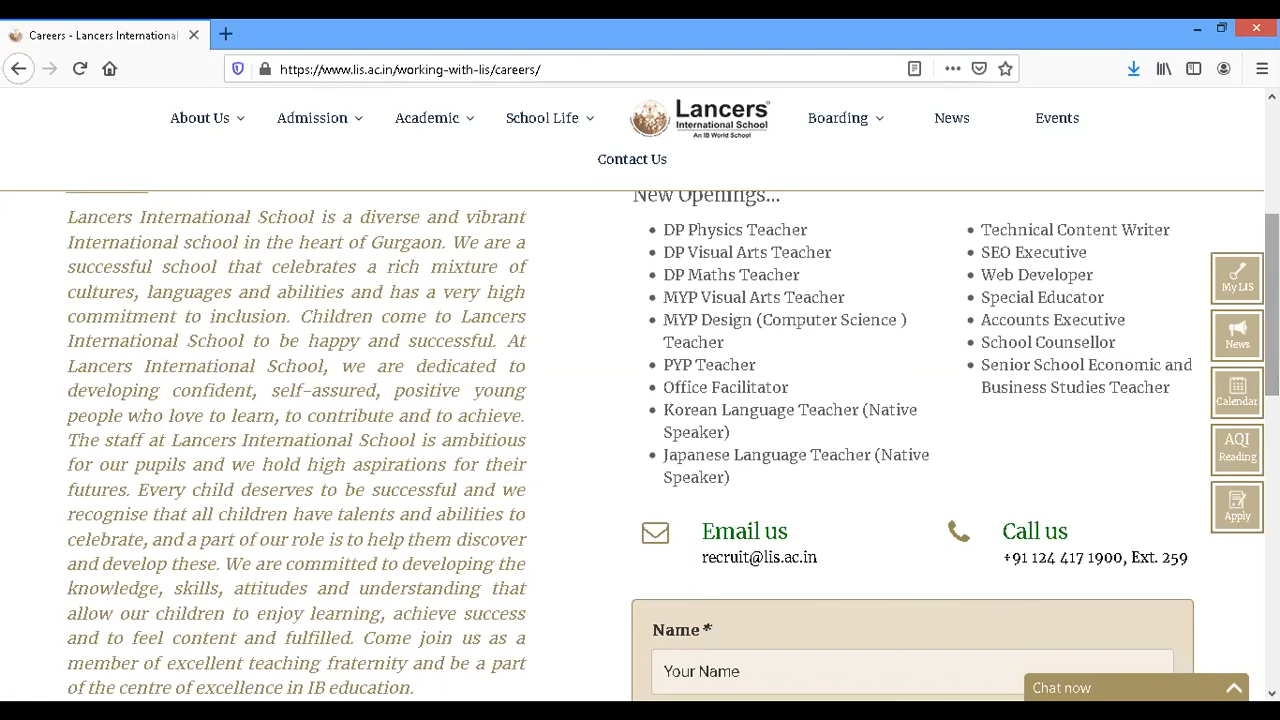 Careers - Lancers International
https://www.lis.ac.in/working-with-lis/careers/
About Us
Admission
Academic
School Life
Lancers
International School
An IB World School
Boarding
News
Events
Contact Us
Lancers International School is a diverse and vibrant
International school in the heart of Gurgaon. We are a
successful school that celebrates a rich mixture of
cultures, languages and abilities and has a very high
commitment to inclusion. Children come to Lancers
International School to be happy and successful. At
Lancers International School, we are dedicated to
developing confident, self-assured, positive young
people who love to learn, to contribute and to achieve.
The staff at Lancers International School is ambitious
for our pupils and we hold high aspirations for their
futures. Every child deserves to be successful and we
recognise that all children have talents and abilities to
celebrate, and a part of our role is to help them discover
and develop these. We are committed to developing the
knowledge, skills, attitudes and understanding that
allow our children to enjoy learning, achieve success
and to feel content and fulfilled. Come join us as a
member of excellent teaching fraternity and be a part
of the centre of excellence in IB education.
New Openings...
DP Physics Teacher
DP Visual Arts Teacher
DP Maths Teacher
MYP Visual Arts Teacher
MYP Design (Computer Science )
Teacher
PYP Teacher
Office Facilitator
Korean Language Teacher (Native
Speaker)
Japanese Language Teacher (Native
Speaker)
Technical Content Writer
SEO Executive
Web Developer
Special Educator
Accounts Executive
School Counsellor
Senior School Economic and
Business Studies Teacher
Email us
recruit@lis.ac.in
Call us
+91 124 417 1900, Ext. 259
Name*
Your Name
My LIS
News
Calendar
AQI
Reading
Apply
Chat now